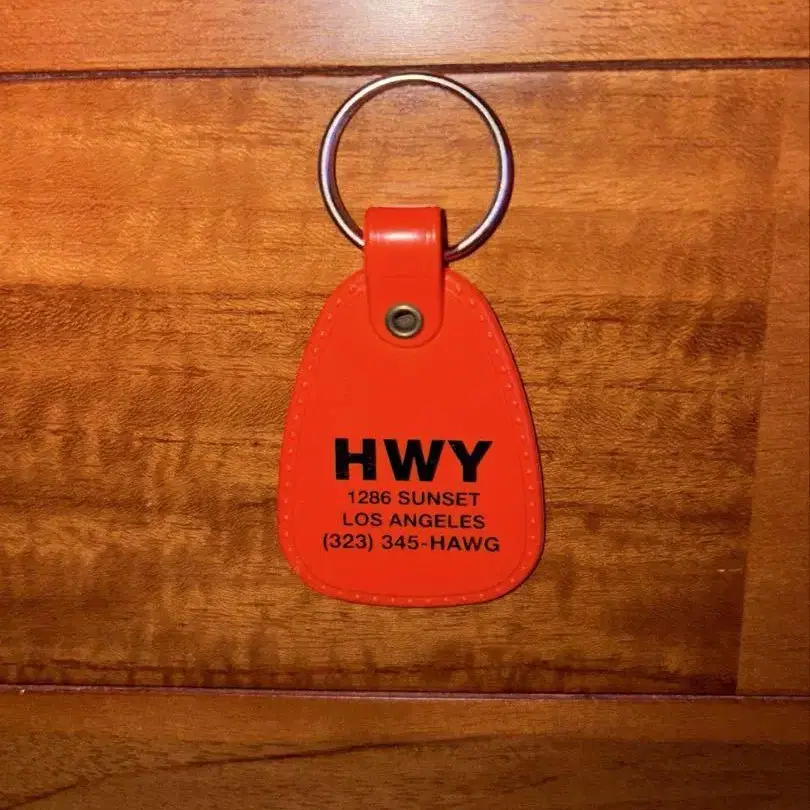 HWY
1286 SUNSET
LOS ANGELES
(323) 345-HAWG